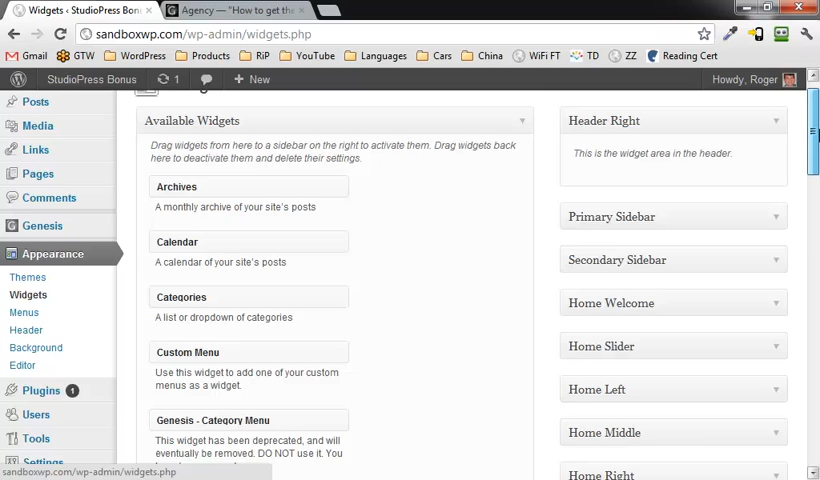 Widgets ‹ StudioPress Bonu
Agency — "How to get the
sandboxwp.com/wp-admin/widgets.php
Gmail
GTW
WordPress
Products
RiP
YouTube
Languages
Cars
China
WiFi FT
TD
ZZ
Reading Cert
StudioPress Bonus
1
New
Howdy, Roger
Posts
Media
Links
Pages
Comments
Genesis
Appearance
Themes
Widgets
Menus
Header
Background
Editor
Plugins 1
Users
Tools
Settings
Available Widgets
Drag widgets from here to a sidebar on the right to activate them. Drag widgets back
here to deactivate them and delete their settings.
Archives
A monthly archive of your site's posts
Calendar
A calendar of your site's posts
Categories
A list or dropdown of categories
Custom Menu
Use this widget to add one of your custom
menus as a widget.
Genesis - Category Menu
This widget has been deprecated, and will
eventually be removed. DO NOT use it. You
Header Right
This is the widget area in the header.
Primary Sidebar
Secondary Sidebar
Home Welcome
Home Slider
Home Left
Home Middle
Home Right
sandboxwp.com/wp-admin/widgets.php